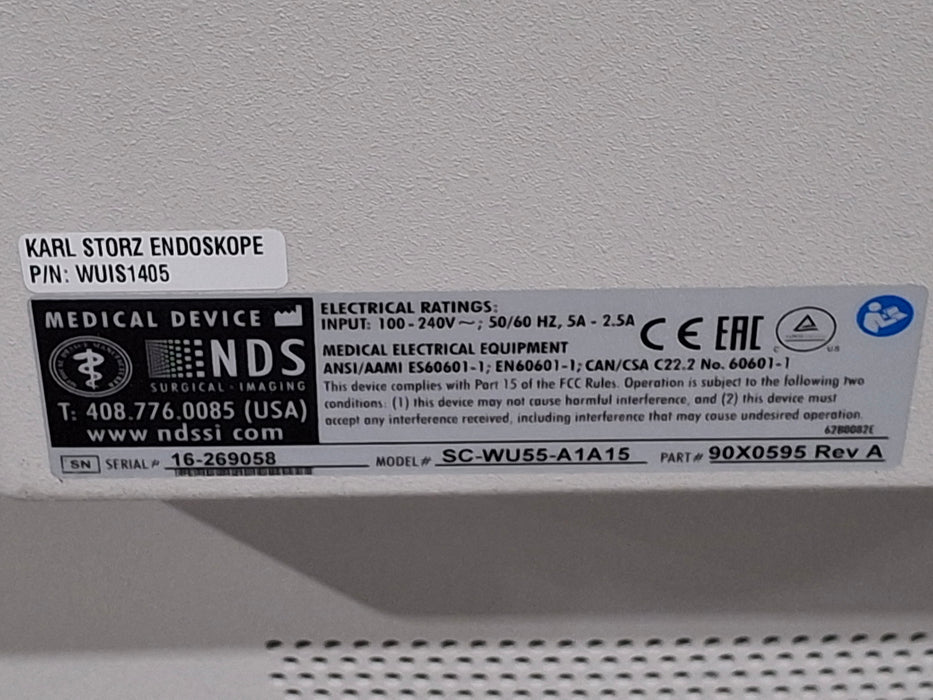 KARL STORZ ENDOSKOPE
P/N: WUIS1405
MEDICAL DEVICE
NDS
SURGICAL · IMAGING
T: 408.776.0085 (USA)
www ndssi com
ELECTRICAL RATINGS:
INPUT: 100 - 240V ~; 50/60 HZ, 5A - 2.5A
MEDICAL ELECTRICAL EQUIPMENT
ANSI/AAMI ES60601-1; EN60601-1; CAN/CSA C22.2 No. 60601-1
This device complies with Part 15 of the FCC Rules. Operation is subject to the following two
conditions: (1) this device may not cause harmful interference, and (2) this device must
accept any interference received, including interference that may cause undesired operation.
CE EAC
C US
62B0082E
SN SERIAL# 16-269058 MODEL# SC-WU55-A1A15 PART# 90X0595 Rev A